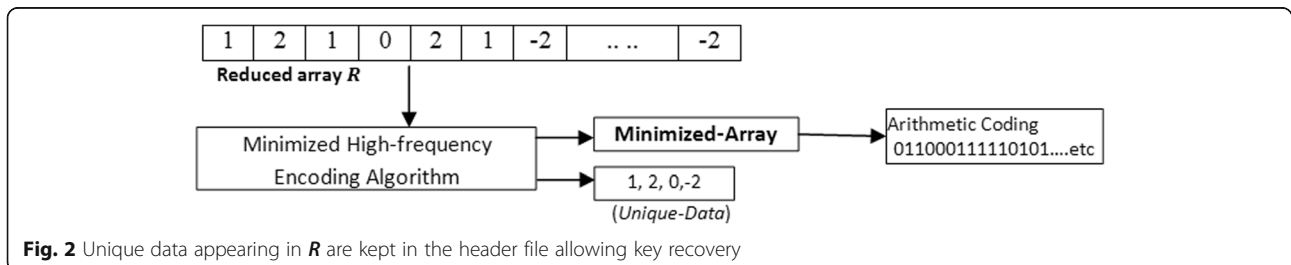 1 2 1 0 2 1 -2 .. .. -2
Reduced array R
Minimized High-frequency
Encoding Algorithm
Minimized-Array
Arithmetic Coding
011000111110101....etc
1, 2, 0,-2
(Unique-Data)
Fig. 2 Unique data appearing in R are kept in the header file allowing key recovery